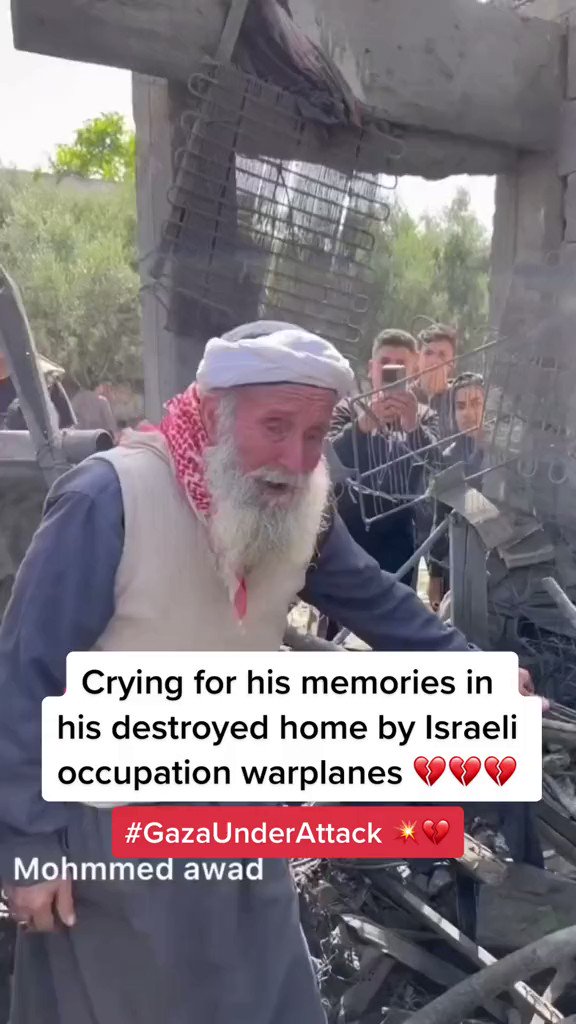 Crying for his memories in
his destroyed home by Israeli
occupation warplanes 💔💔💔
#GazaUnderAttack 💥💔
Mohmmed awad